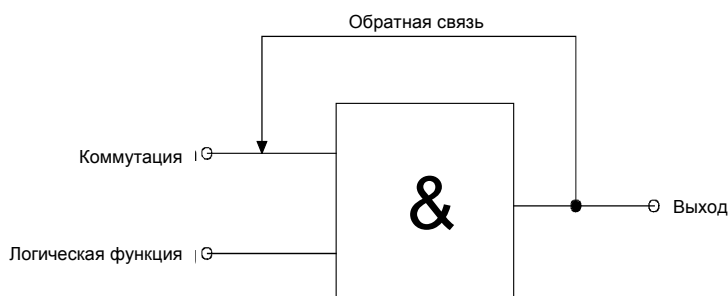 Обратная связь
Коммутация
&
Выход
Логическая функция